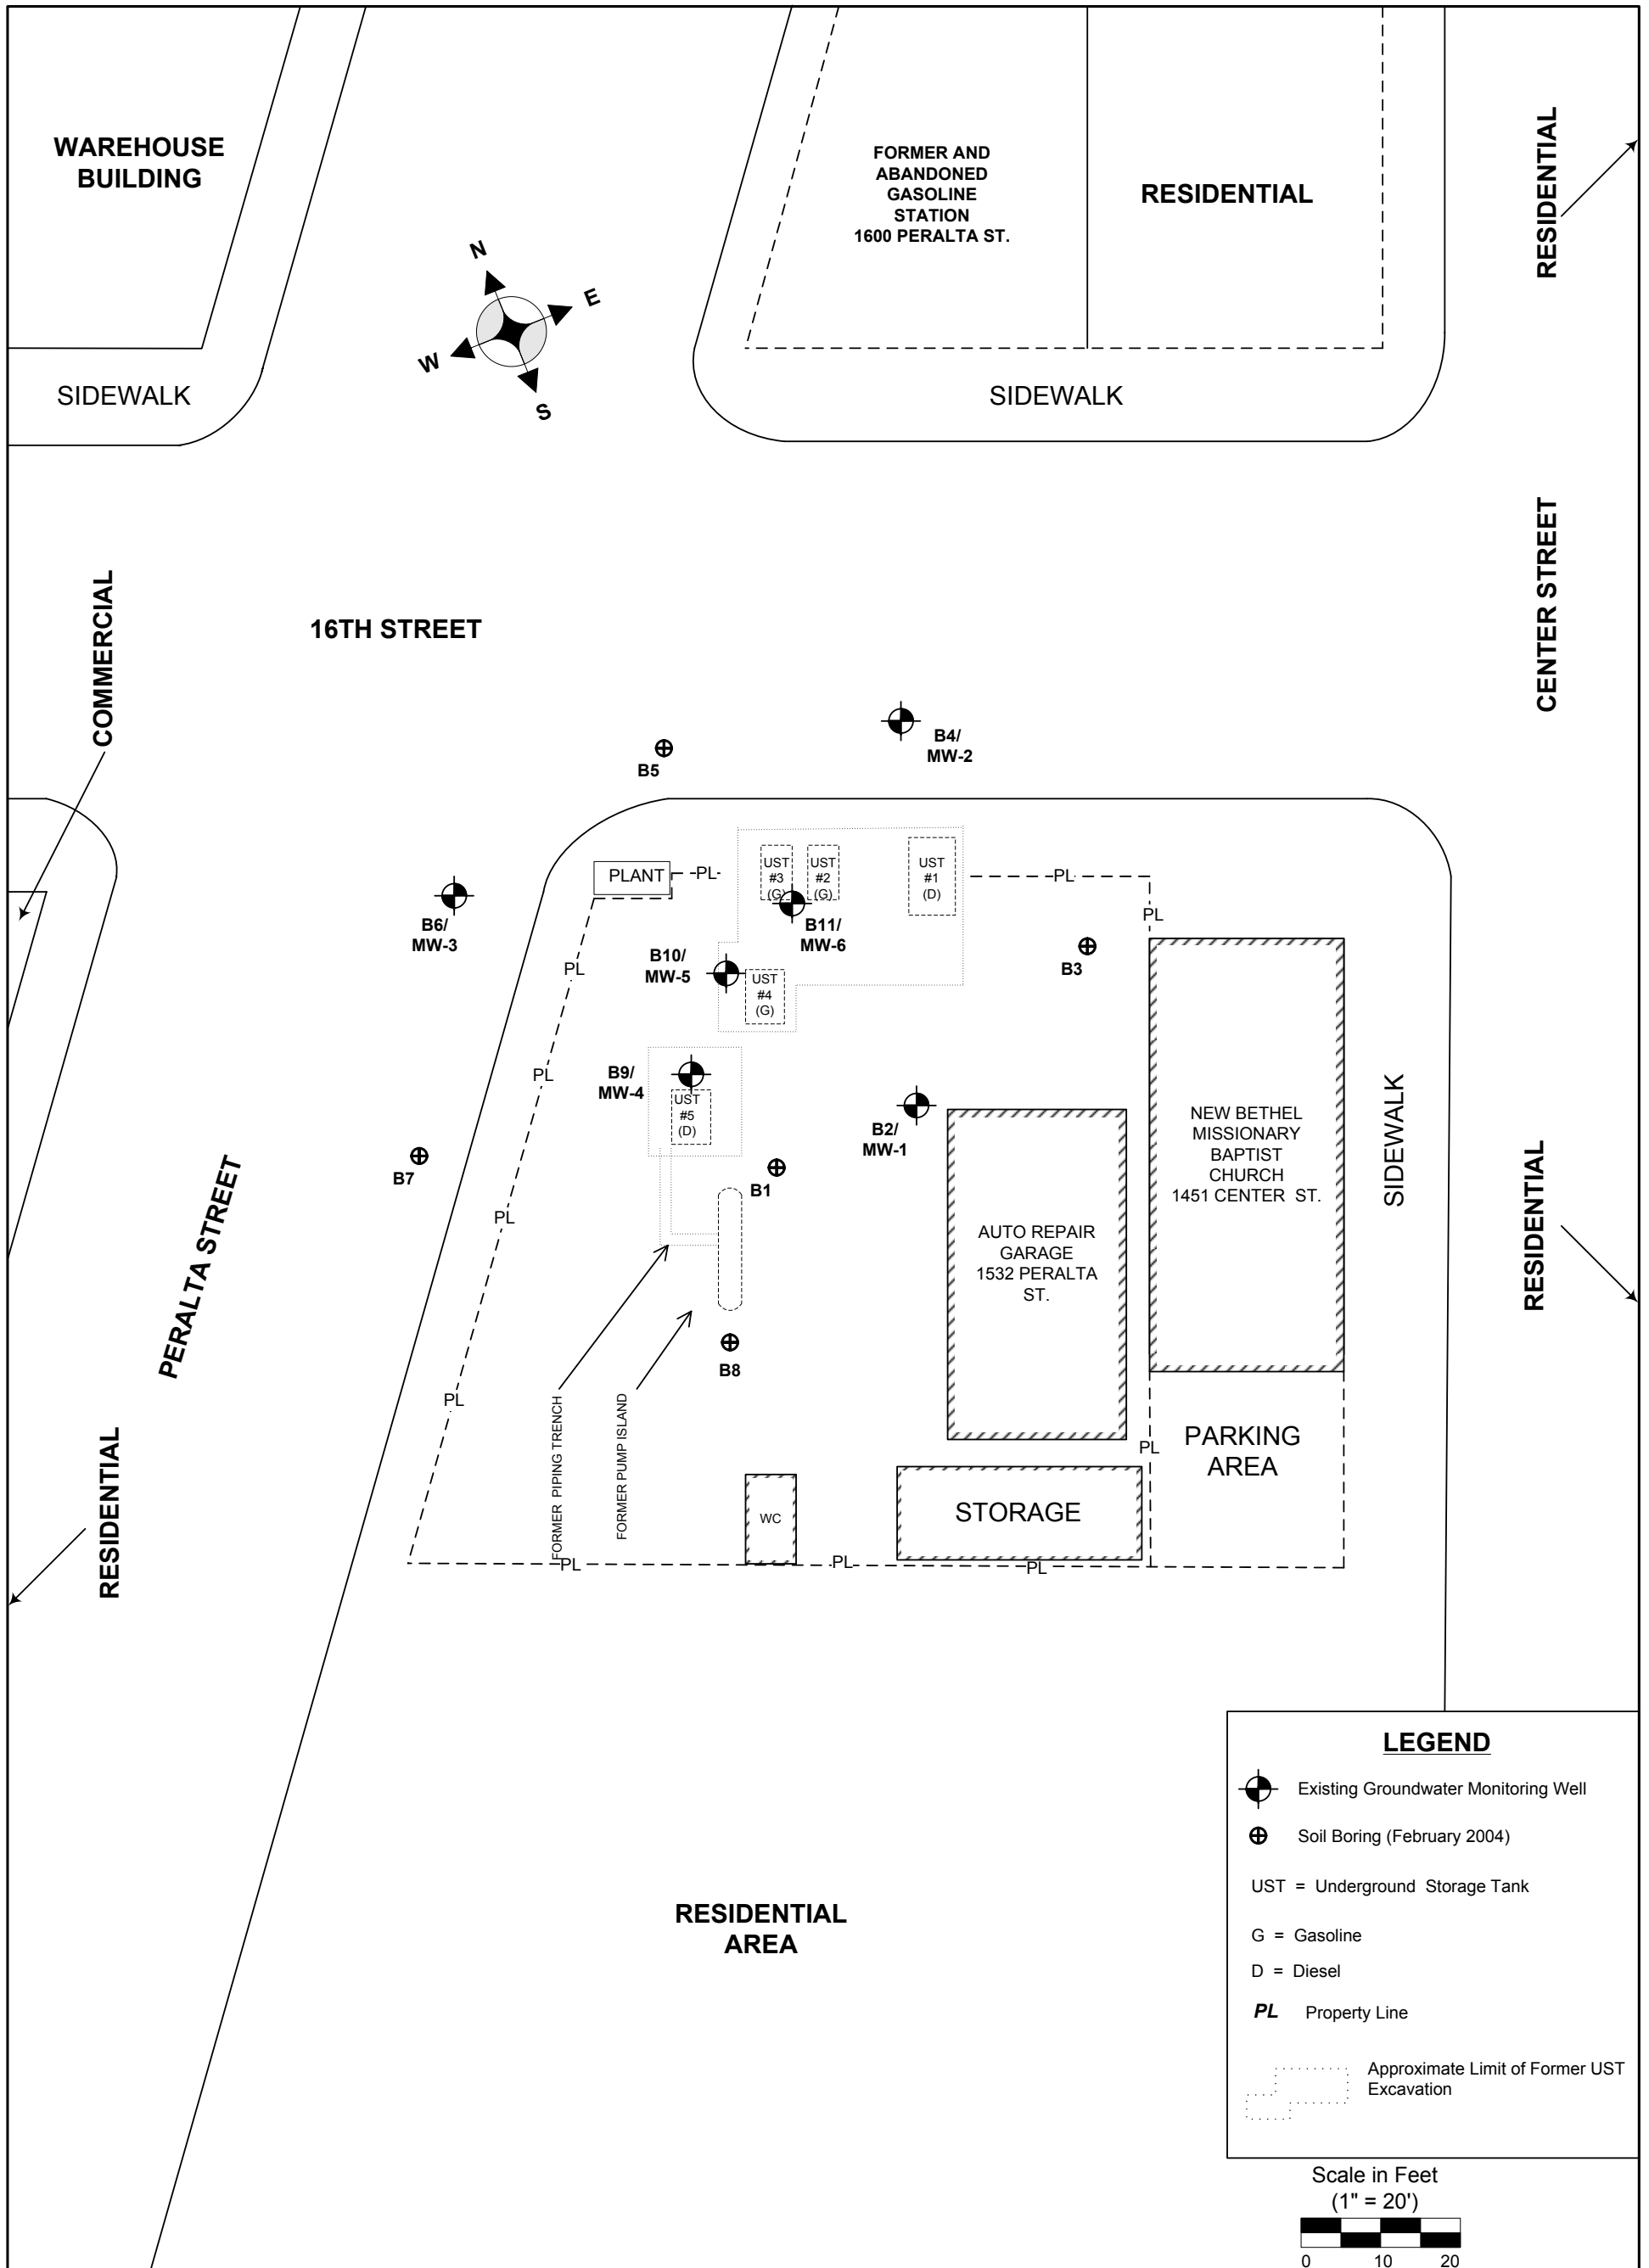 WAREHOUSE
BUILDING
FORMER AND
ABANDONED
GASOLINE
STATION
1600 PERALTA ST.
RESIDENTIAL
RESIDENTIAL
N
E
W
S
SIDEWALK
SIDEWALK
CENTER STREET
COMMERCIAL
16TH STREET
B4/
MW-2
B5
PLANT
PL
UST
#3
(G)
UST
#2
(G)
UST
#1
(D)
PL
PL
B6/
MW-3
B11/
MW-6
B10/
MW-5
B3
PL
UST
#4
(G)
PL
B9/
MW-4
UST
#5
(D)
B2/
MW-1
NEW BETHEL
MISSIONARY
BAPTIST
CHURCH
1451 CENTER ST.
SIDEWALK
B7
B1
PERALTA STREET
PL
AUTO REPAIR
GARAGE
1532 PERALTA
ST.
RESIDENTIAL
B8
PL
FORMER PIPING TRENCH
FORMER PUMP ISLAND
PL
PARKING
AREA
RESIDENTIAL
WC
STORAGE
PL
PL
PL
RESIDENTIAL
AREA
LEGEND
Existing Groundwater Monitoring Well
Soil Boring (February 2004)
UST = Underground Storage Tank
G = Gasoline
D = Diesel
PL Property Line
Approximate Limit of Former UST
Excavation
Scale in Feet
(1" = 20')
0 10 20